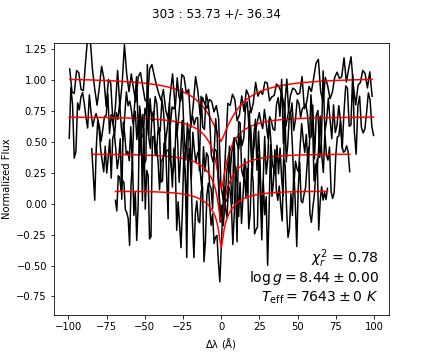 303 : 53.73 +/- 36.34
Normalized Flux
1.25
1.00
0.75
0.50
0.25
0.00
−0.25
−0.50
−0.75
χ²ᵣ = 0.78
log g = 8.44 ± 0.00
T_eff = 7643 ± 0 K
−100 −75 −50 −25 0 25 50 75 100
Δλ (Å)